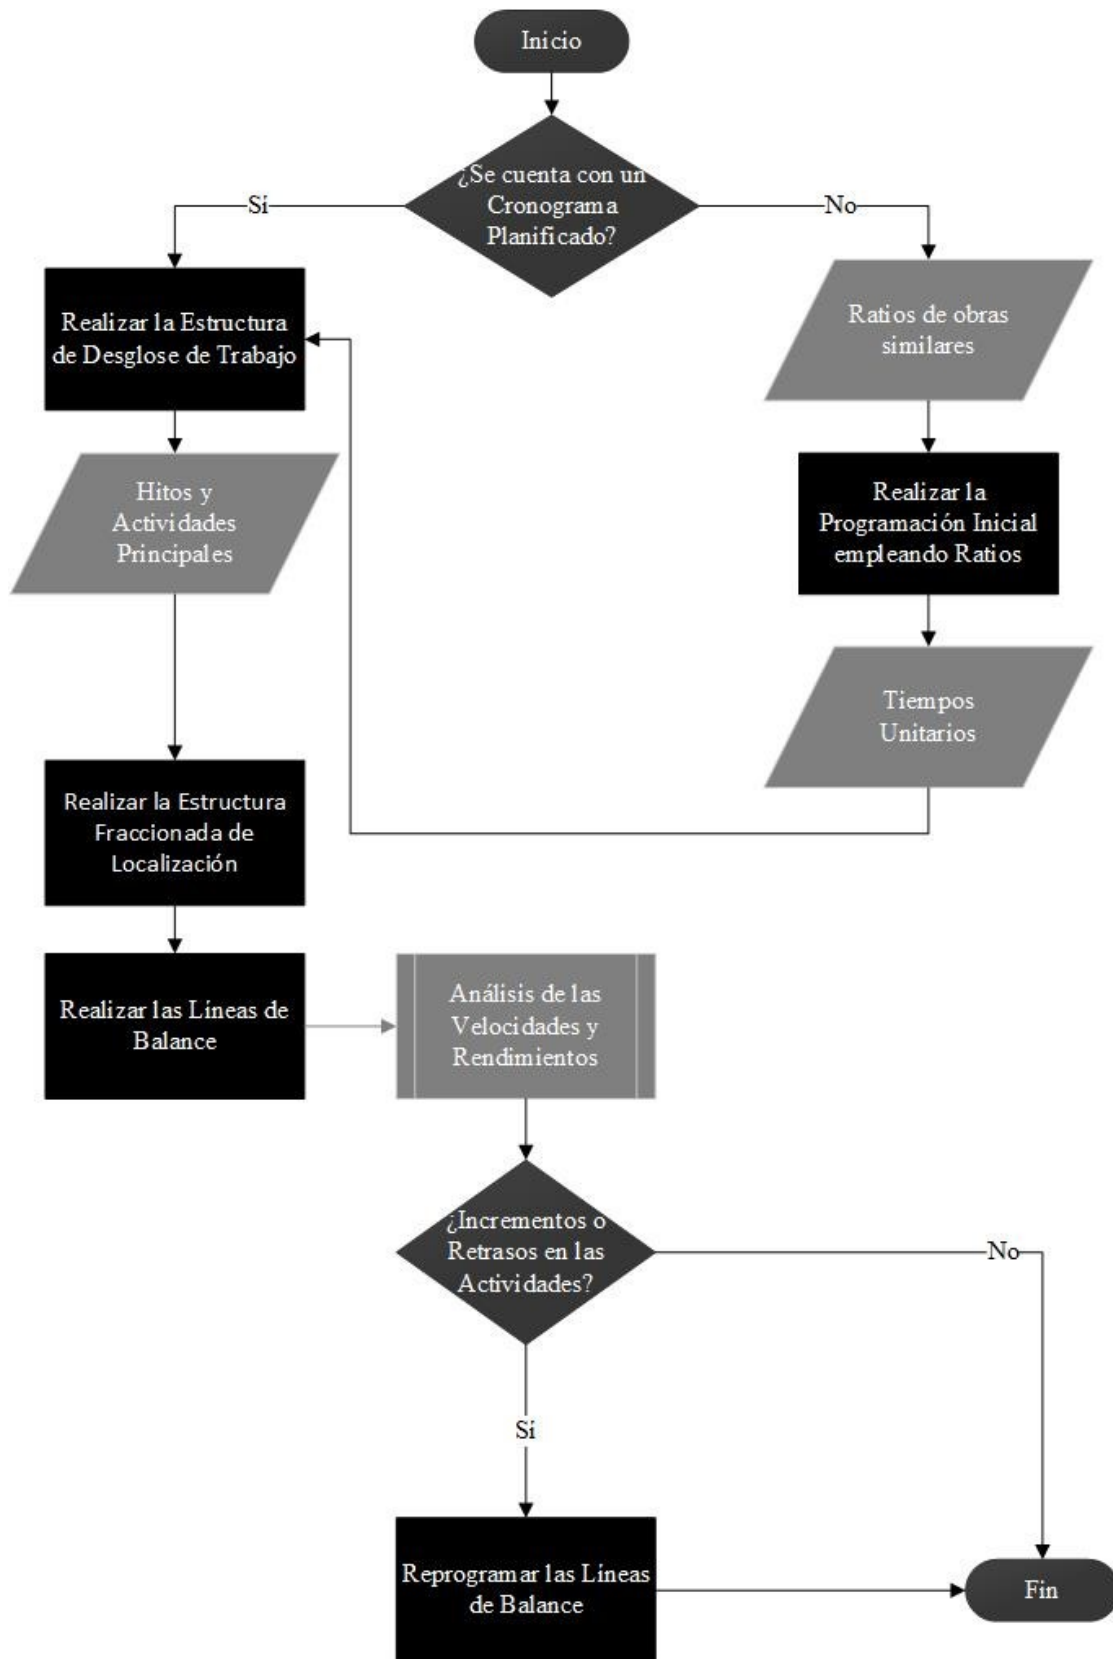 Inicio
¿Se cuenta con un
Cronograma
Planificado?
Sí
No
Realizar la Estructura
de Desglose de Trabajo
Ratios de obras
similares
Hitos y
Actividades
Principales
Realizar la
Programación Inicial
empleando Ratios
Tiempos
Unitarios
Realizar la Estructura
Fraccionada de
Localización
Realizar las Líneas de
Balance
Análisis de las
Velocidades y
Rendimientos
¿Incrementos o
Retrasos en las
Actividades?
No
Sí
Reprogramar las Líneas
de Balance
Fin